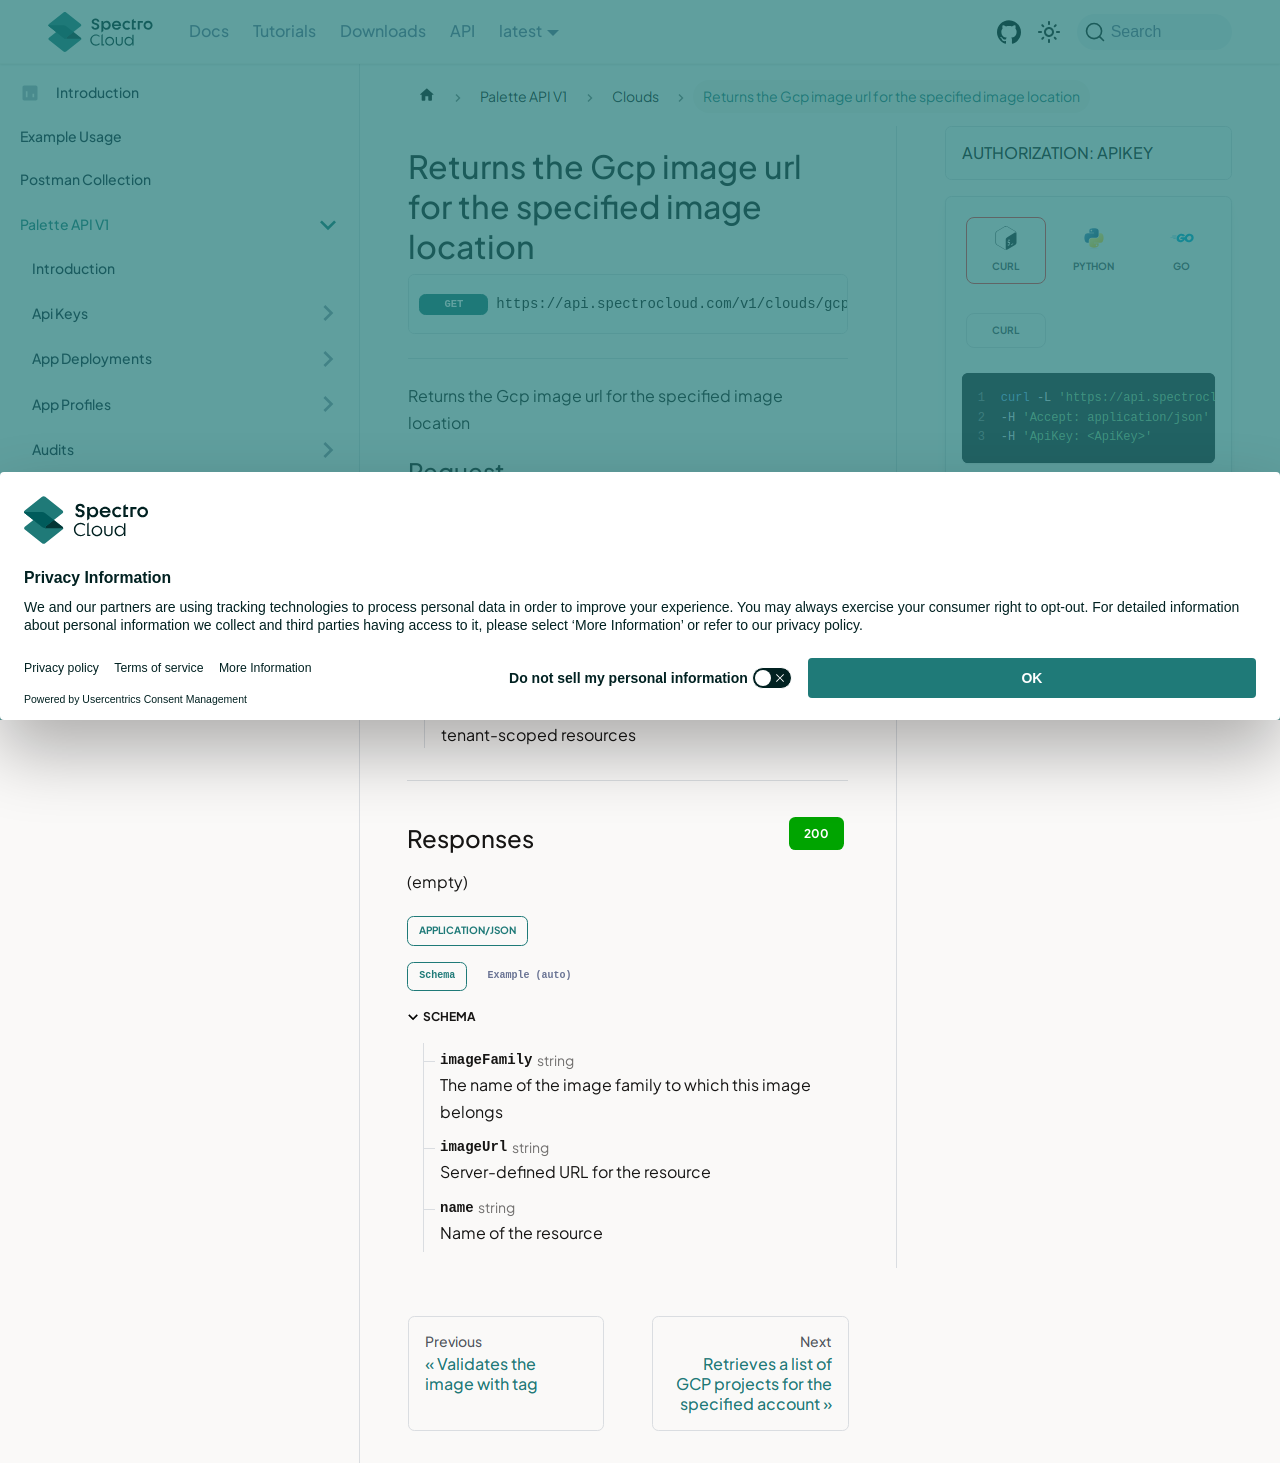 Spectro Cloud
Docs
Tutorials
Downloads
API
latest
Search
Introduction
Example Usage
Postman Collection
Palette API V1
Introduction
Api Keys
App Deployments
App Profiles
Audits
Palette API V1
Clouds
Returns the Gcp image url for the specified image location
Returns the Gcp image url
for the specified image
location
GET
https://api.spectrocloud.com/v1/clouds/gcp
Returns the Gcp image url for the specified image
location
Request
AUTHORIZATION: APIKEY
CURL
PYTHON
GO
CURL
1 curl -L 'https://api.spectrocl
2 -H 'Accept: application/json'
3 -H 'ApiKey: <ApiKey>'
Spectro
Cloud
Privacy Information
We and our partners are using tracking technologies to process personal data in order to improve your experience. You may always exercise your consumer right to opt-out. For detailed information
about personal information we collect and third parties having access to it, please select ‘More Information’ or refer to our privacy policy.
Privacy policy
Terms of service
More Information
Powered by Usercentrics Consent Management
Do not sell my personal information
OK
tenant-scoped resources
Responses
200
(empty)
APPLICATION/JSON
Schema
Example (auto)
SCHEMA
imageFamily string
The name of the image family to which this image
belongs
imageUrl string
Server-defined URL for the resource
name string
Name of the resource
Previous
« Validates the
image with tag
Next
Retrieves a list of
GCP projects for the
specified account »